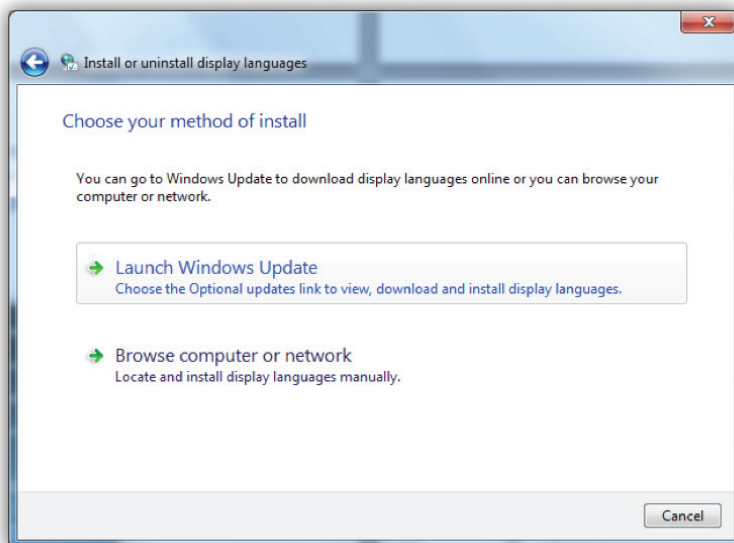 Install or uninstall display languages
Choose your method of install
You can go to Windows Update to download display languages online or you can browse your
computer or network.
Launch Windows Update
Choose the Optional updates link to view, download and install display languages.
Browse computer or network
Locate and install display languages manually.
Cancel